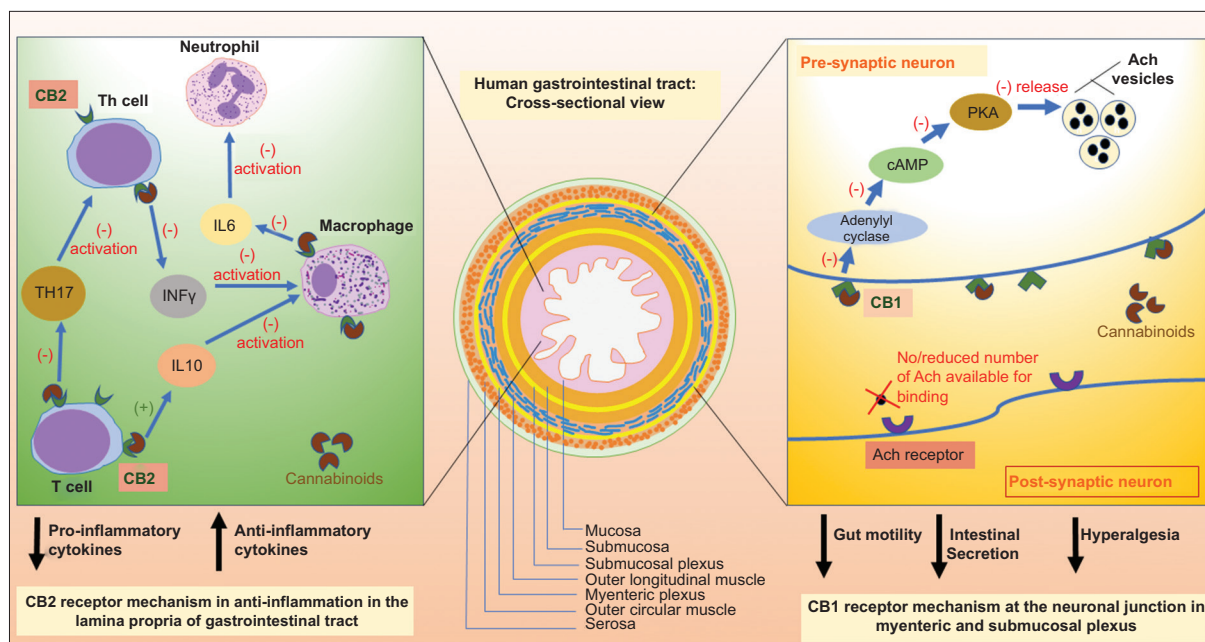 Neutrophil
CB2
Th cell
(-)
activation
(-)
activation
(-)
IL6
(-)
Macrophage
(-)
activation
TH17
INFγ
(-)
activation
(-)
IL10
(+)
T cell
CB2
Cannabinoids
Pro-inflammatory
cytokines
Anti-inflammatory
cytokines
CB2 receptor mechanism in anti-inflammation in the
lamina propria of gastrointestinal tract
Human gastrointestinal tract:
Cross-sectional view
Mucosa
Submucosa
Submucosal plexus
Outer longitudinal muscle
Myenteric plexus
Outer circular muscle
Serosa
Pre-synaptic neuron
Ach
vesicles
(-) release
PKA
(-)
cAMP
(-)
Adenylyl
cyclase
(-)
CB1
Cannabinoids
No/reduced number
of Ach available for
binding
Ach receptor
Post-synaptic neuron
Gut motility
Intestinal
Secretion
Hyperalgesia
CB1 receptor mechanism at the neuronal junction in
myenteric and submucosal plexus